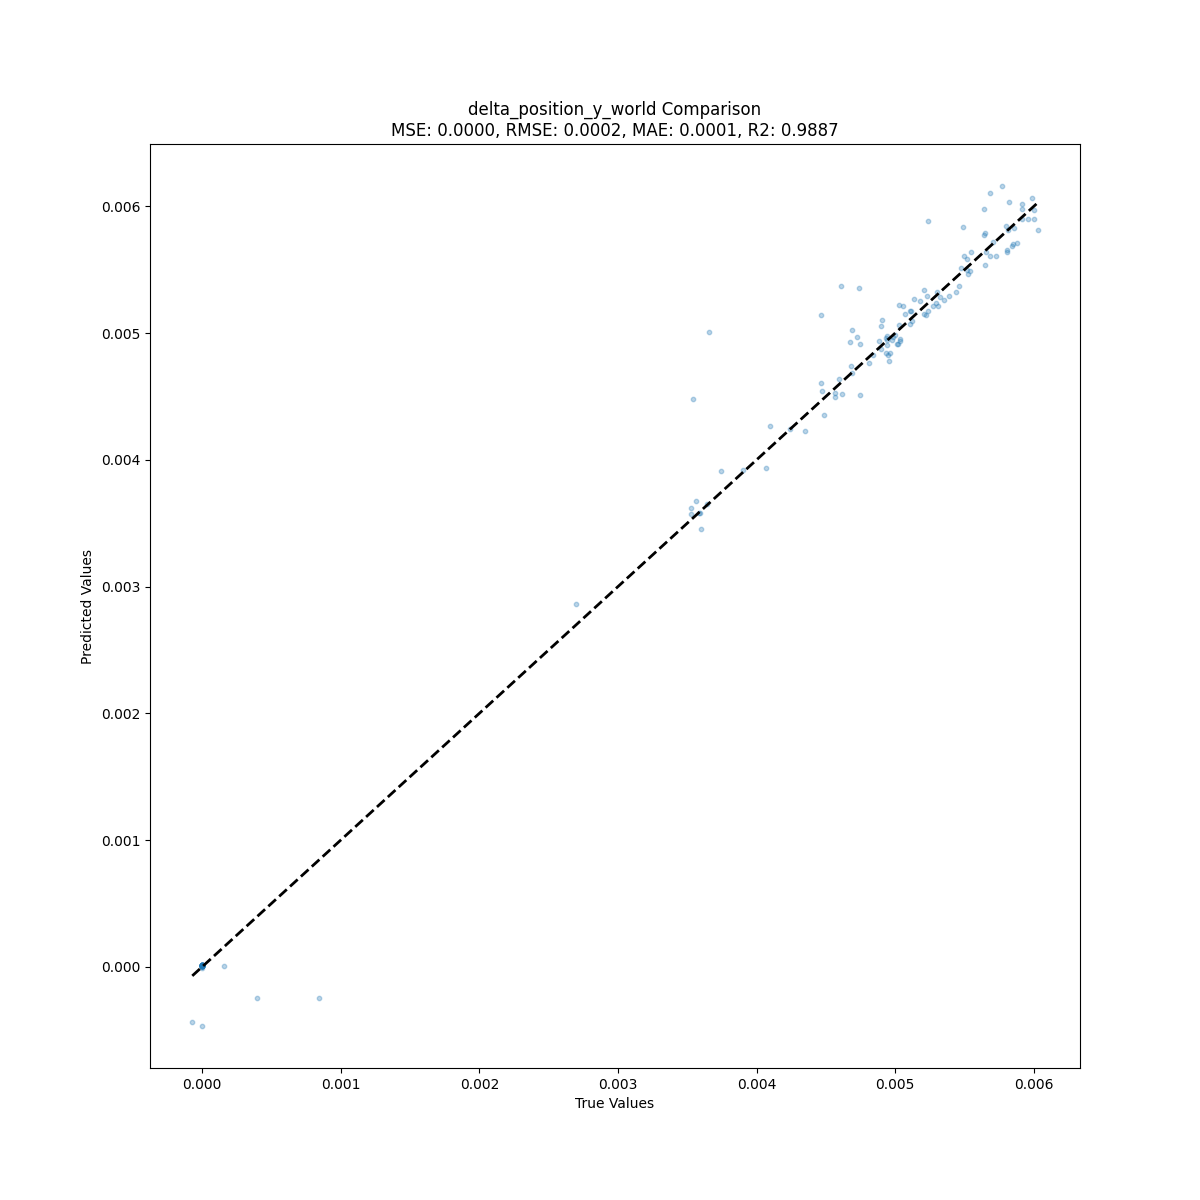 delta_position_y_world Comparison
MSE: 0.0000, RMSE: 0.0002, MAE: 0.0001, R2: 0.9887
0.006
0.005
0.004
0.003
0.002
0.001
0.000
Predicted Values
0.000 0.001 0.002 0.003 0.004 0.005 0.006
True Values